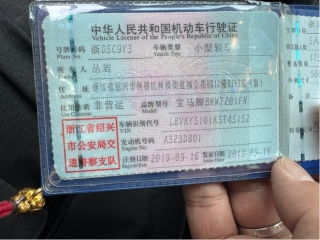 中华人民共和国机动车行驶证
Vehicle License of the People's Republic of China
号牌号码 浙D5C9Y3 车辆类型 小型轿车
Plate No. Vehicle Type
所有人 丛岩
Owner
住址 浙江省绍兴市柯桥区
Address
使用性质 非营运 品牌型号 宝马牌
Use Character Model
浙江省绍兴市公安局交通警察支队
车辆识别代号
VIN
发动机号码 A323D801
Engine No.
注册日期 2019-09-16 发证日期 2019-09-16